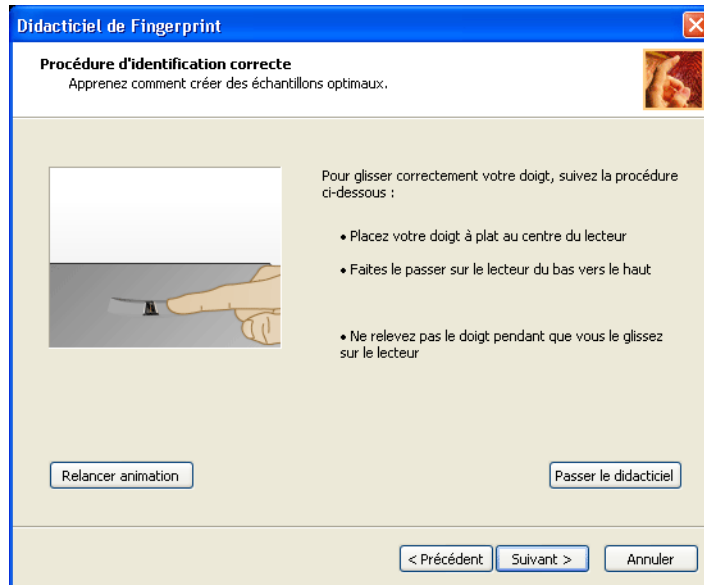 Didacticiel de Fingerprint
Procédure d'identification correcte
Apprenez comment créer des échantillons optimaux.
Pour glisser correctement votre doigt, suivez la procédure
ci-dessous :
• Placez votre doigt à plat au centre du lecteur
• Faites le passer sur le lecteur du bas vers le haut
• Ne relevez pas le doigt pendant que vous le glissez
sur le lecteur
Relancer animation
Passer le didacticiel
< Précédent
Suivant >
Annuler